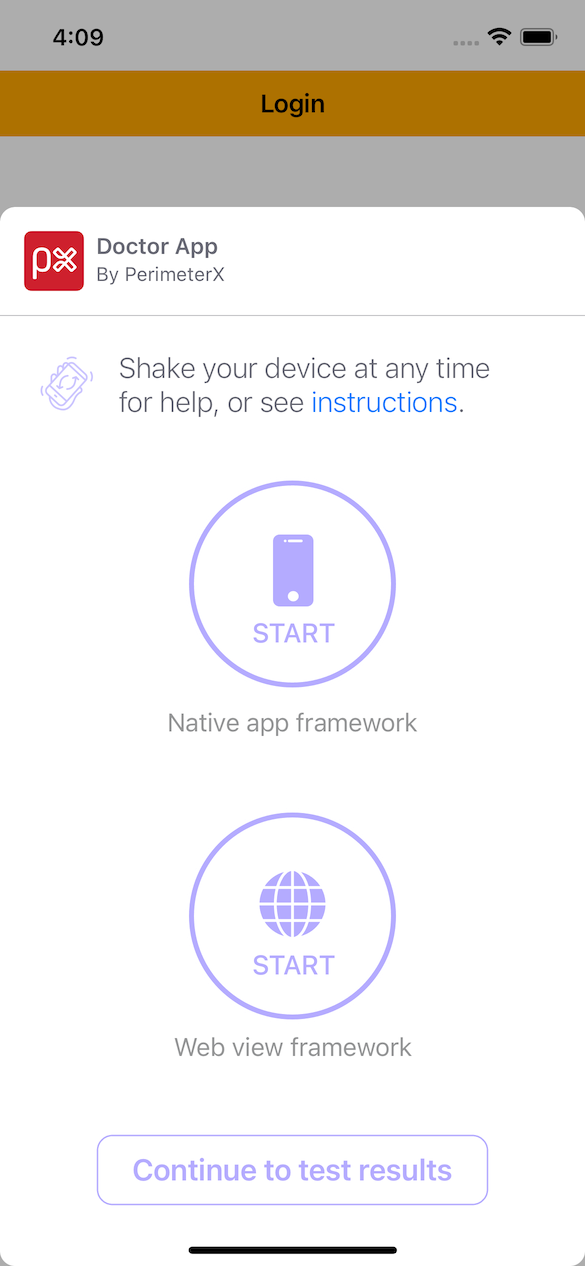 4:09
Login
px
Doctor App
By PerimeterX
Shake your device at any time
for help, or see instructions.
START
Native app framework
START
Web view framework
Continue to test results